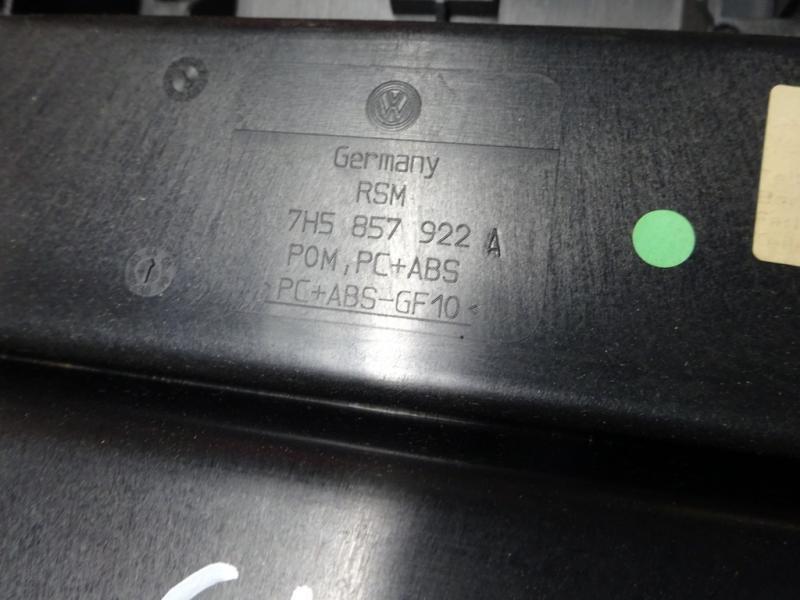 Germany
RSM
7H5 857 922 A
POM, PC+ABS
>PC+ABS-GF10<